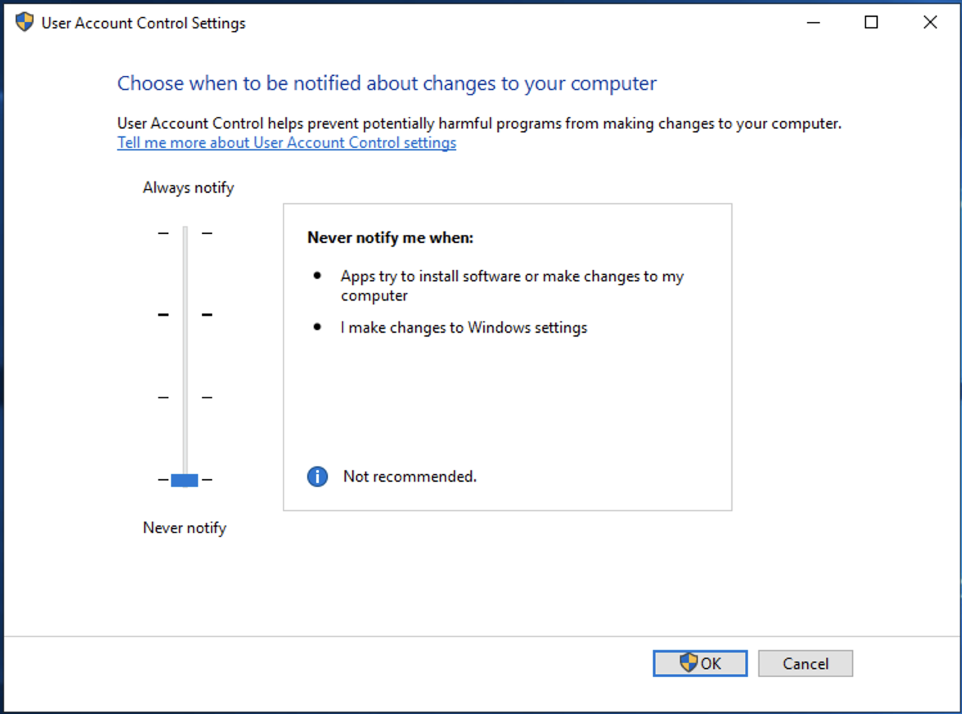 User Account Control Settings
Choose when to be notified about changes to your computer
User Account Control helps prevent potentially harmful programs from making changes to your computer.
Tell me more about User Account Control settings
Always notify
Never notify me when:
• Apps try to install software or make changes to my
computer
• I make changes to Windows settings
Not recommended.
Never notify
OK
Cancel